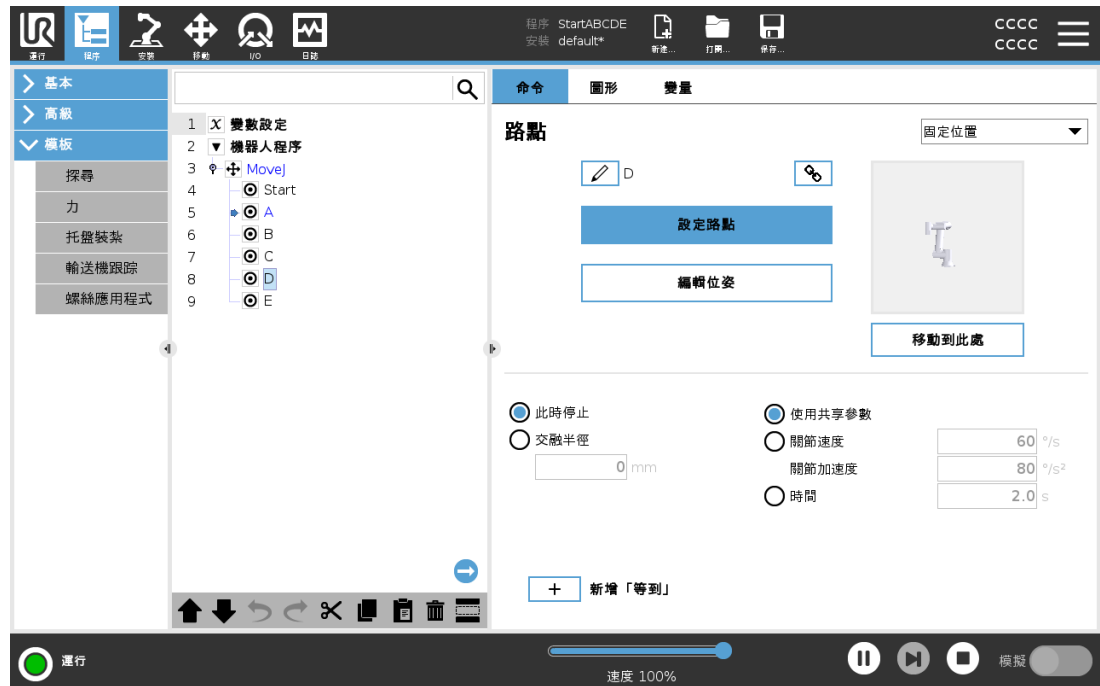 UR
運行
程序
安裝
移動
I/O
日誌
程序 StartABCDE
安裝 default*
新建...
打開...
保存...
CCCC
CCCC
基本
高級
模板
探尋
力
托盤裝紮
輸送機跟踪
螺絲應用程式
1 X 變數設定
2 機器人程序
3 MoveJ
4 Start
5 A
6 B
7 C
8 D
9 E
命令
圖形
變量
路點
固定位置
D
設定路點
編輯位姿
移動到此處
此時停止
交融半徑
0 mm
使用共享參數
關節速度 60 °/s
關節加速度 80 °/s²
時間 2.0 s
+ 新增「等到」
運行
速度 100%
模擬